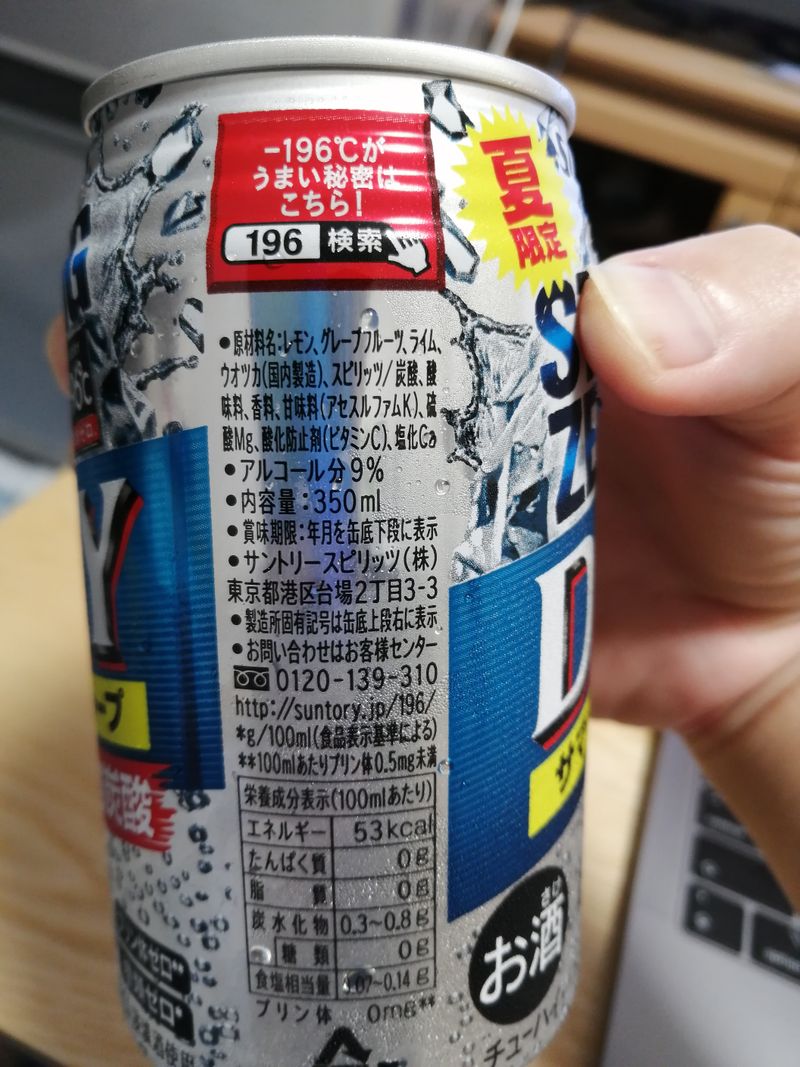 -196℃が
うまい秘密は
こちら!
196 検索
夏
限定
●原材料名:レモン、グレープフルーツ、ライム、
ウオツカ(国内製造)、スピリッツ/炭酸、酸
味料、香料、甘味料(アセスルファムK)、硫
酸Mg、酸化防止剤(ビタミンC)、塩化Ca
●アルコール分9%
●内容量:350ml
●賞味期限:年月を缶底下段に表示
●サントリースピリッツ(株)
東京都港区台場2丁目3-3
●製造所固有記号は缶底上段右に表示
●お問い合わせはお客様センター
0120-139-310
http://suntory.jp/196/
*g/100ml(食品表示基準による)
**100mlあたりプリン体0.5mg未満
栄養成分表示(100mlあたり)
エネルギー 53kcal
たんぱく質 0g
脂質 0g
炭水化物 0.3~0.8g
糖類 0g
食塩相当量 0.07~0.14g
プリン体 0mg**
G
Y
ープ
酸
ゼロ*
S
ZE
D
サマ
さけ
お酒
チューハイ